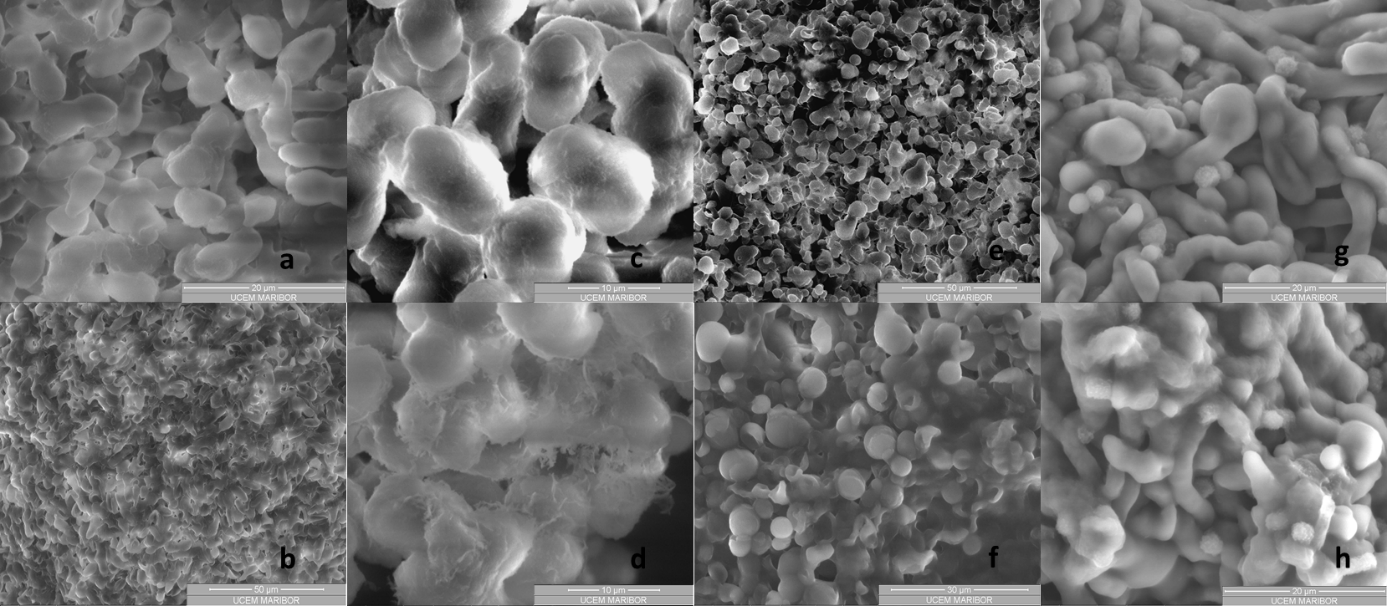 a
20 µm
UCEM MARIBOR
c
10 µm
UCEM MARIBOR
e
50 µm
UCEM MARIBOR
g
20 µm
UCEM MARIBOR
b
50 µm
UCEM MARIBOR
d
10 µm
UCEM MARIBOR
f
30 µm
UCEM MARIBOR
h
20 µm
UCEM MARIBOR